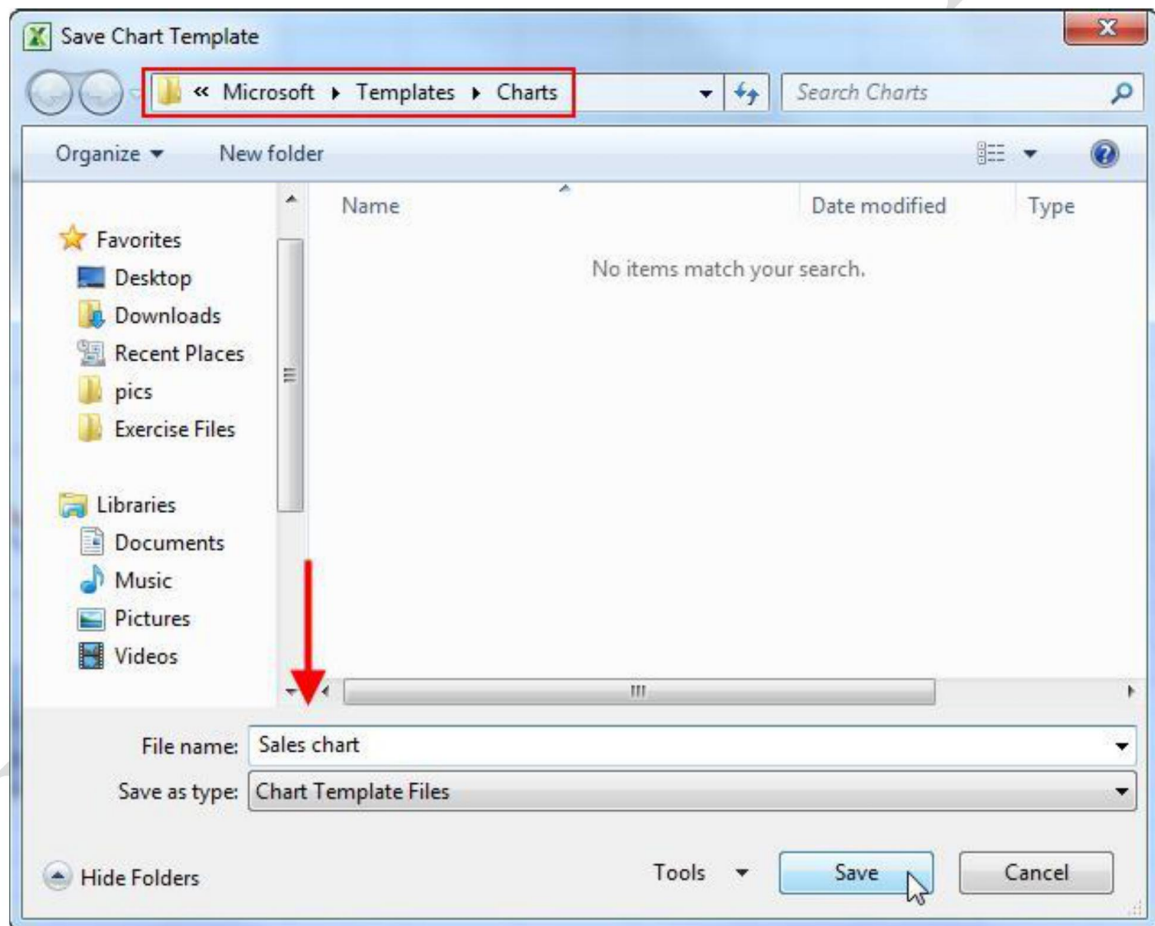 Save Chart Template
« Microsoft ▸ Templates ▸ Charts
Search Charts
Organize
New folder
Name
Date modified
Type
Favorites
Desktop
Downloads
Recent Places
pics
Exercise Files
No items match your search.
Libraries
Documents
Music
Pictures
Videos
File name: Sales chart
Save as type: Chart Template Files
Hide Folders
Tools
Save
Cancel